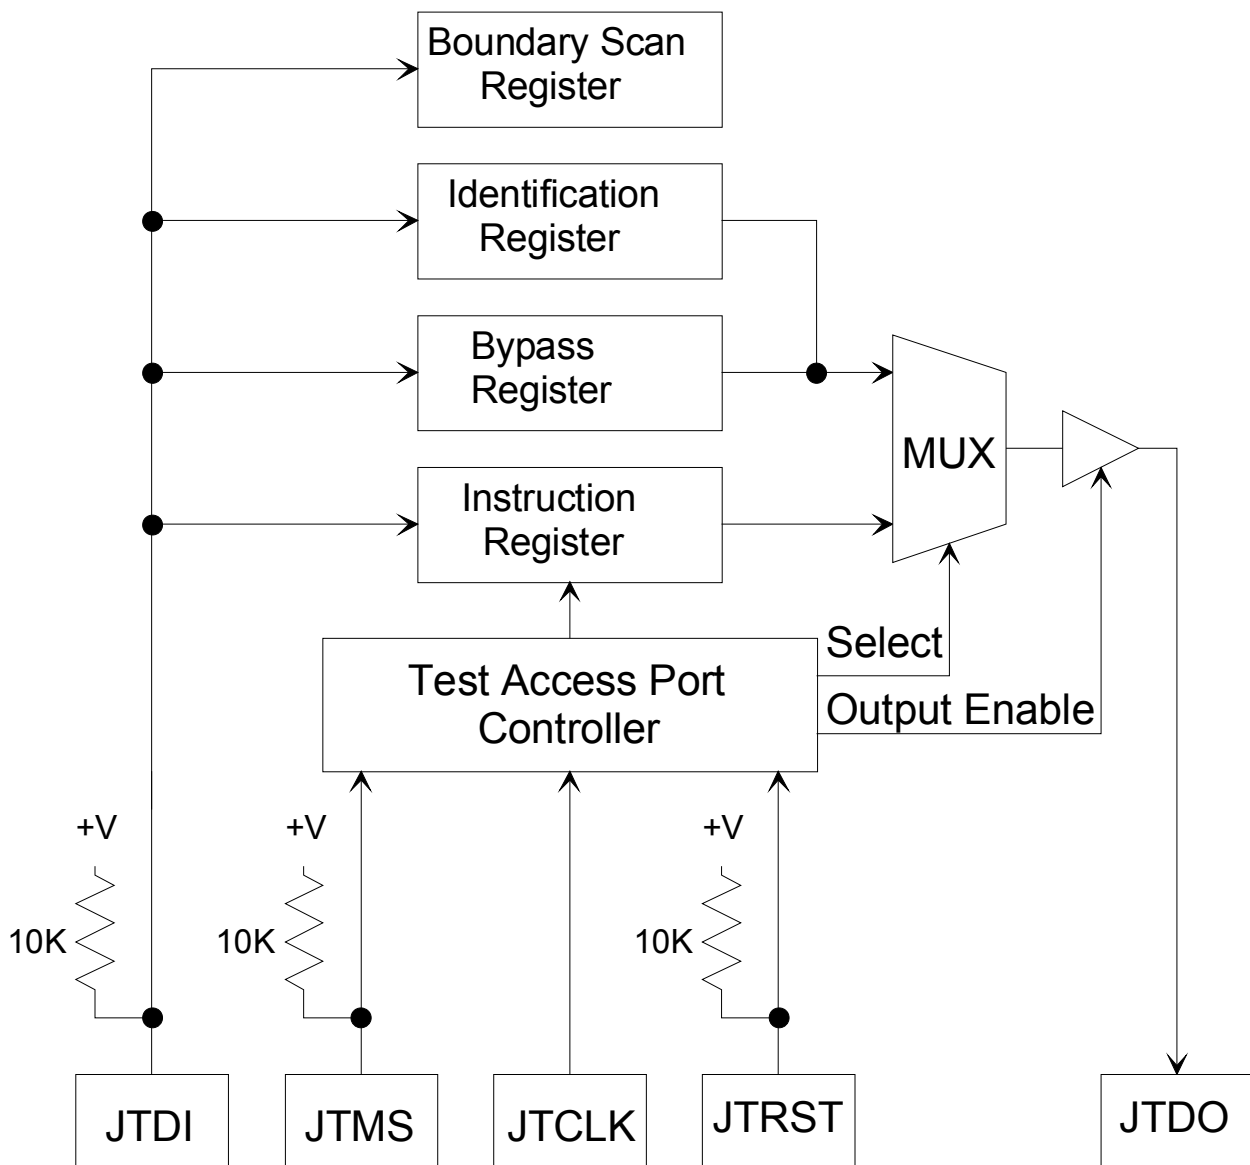 Boundary Scan
Register
Identification
Register
Bypass
Register
MUX
Instruction
Register
Select
Test Access Port
Controller
Output Enable
+V
+V
+V
10K
10K
10K
JTDI
JTMS
JTCLK
JTRST
JTDO